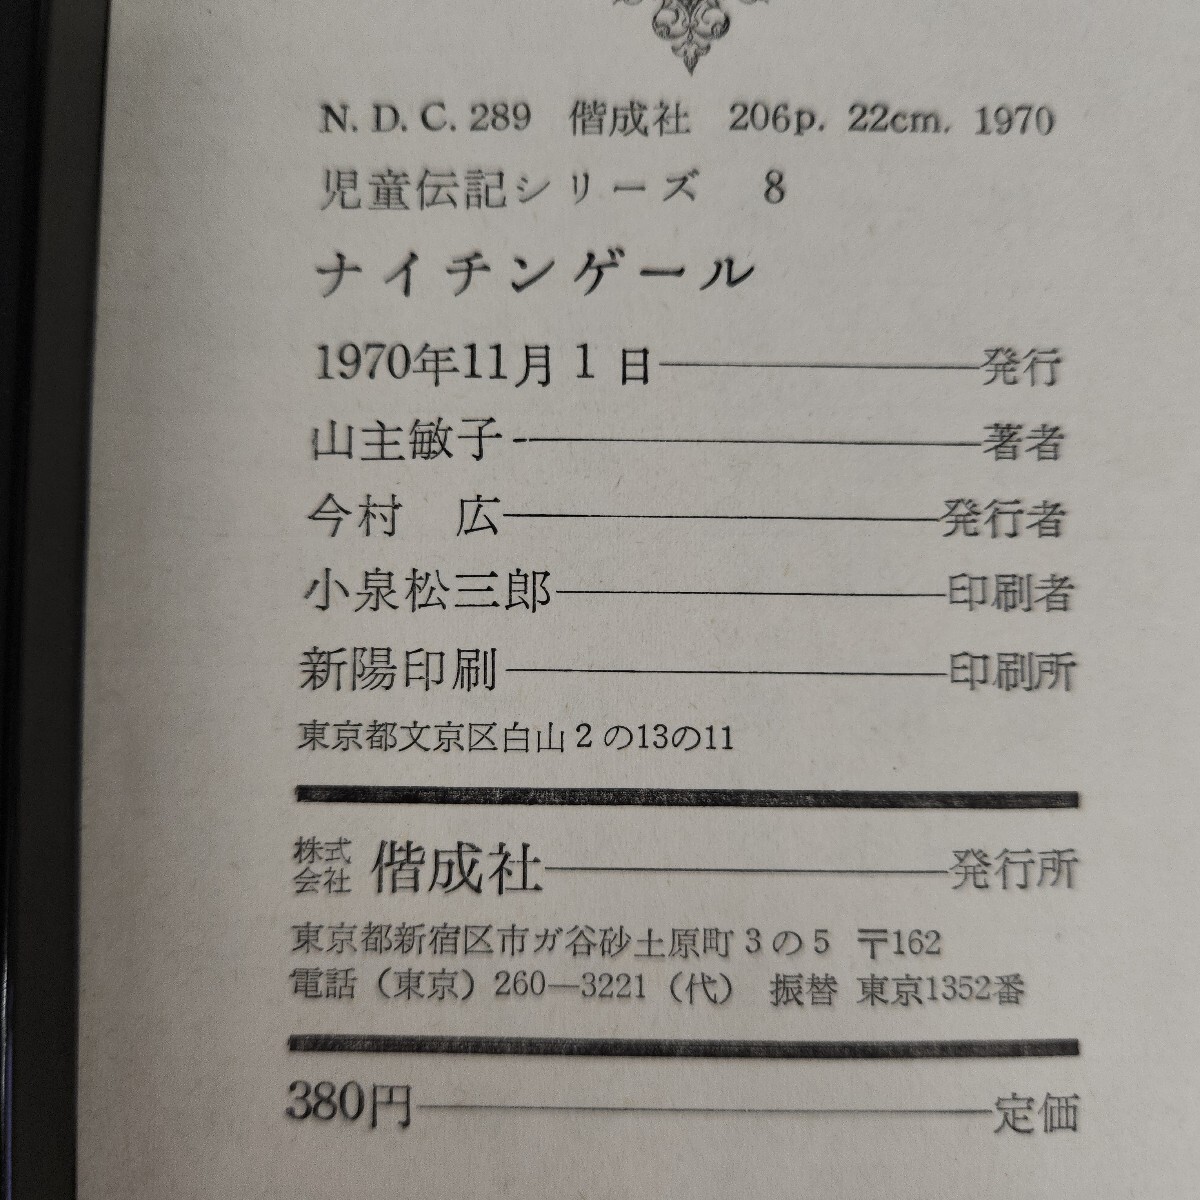 N. D. C. 289 偕成社 206p. 22cm. 1970
児童伝記シリーズ 8
ナイチンゲール
1970年11月1日――発行
山主敏子――著者
今村 広――発行者
小泉松三郎――印刷者
新陽印刷――印刷所
東京都文京区白山2の13の11
株式会社 偕成社――発行所
東京都新宿区市ガ谷砂土原町3の5 〒162
電話（東京）260―3221（代） 振替 東京1352番
380円――定価